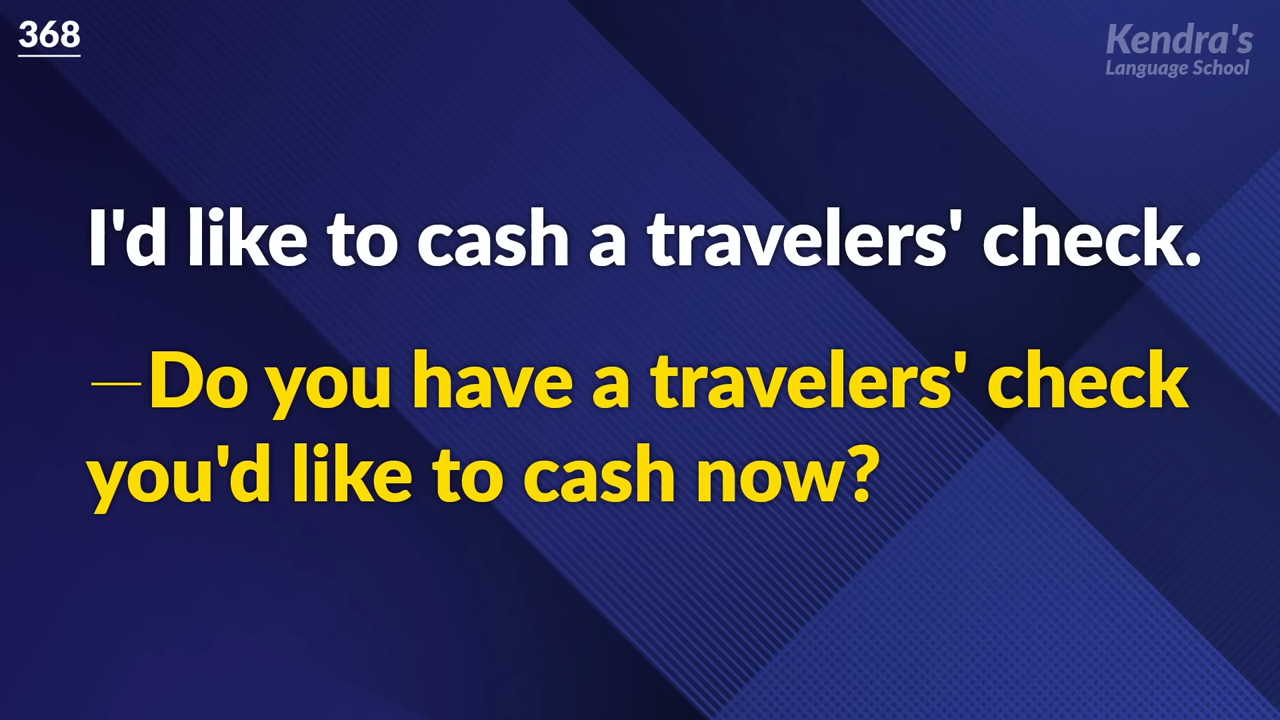 368
Kendra's
Language School
I'd like to cash a travelers' check.
—Do you have a travelers' check
you'd like to cash now?